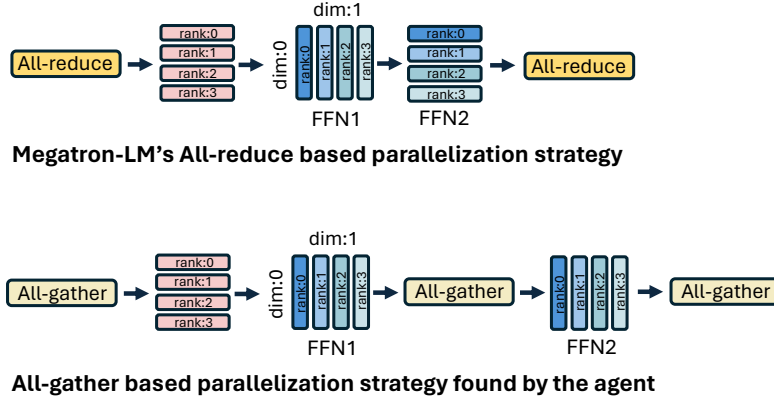 dim:1
All-reduce
rank:0
rank:1
rank:2
rank:3
dim:0
rank:0
rank:1
rank:2
rank:3
FFN1
rank:0
rank:1
rank:2
rank:3
FFN2
All-reduce
Megatron-LM's All-reduce based parallelization strategy
dim:1
All-gather
rank:0
rank:1
rank:2
rank:3
dim:0
rank:0
rank:1
rank:2
rank:3
FFN1
All-gather
rank:0
rank:1
rank:2
rank:3
FFN2
All-gather
All-gather based parallelization strategy found by the agent